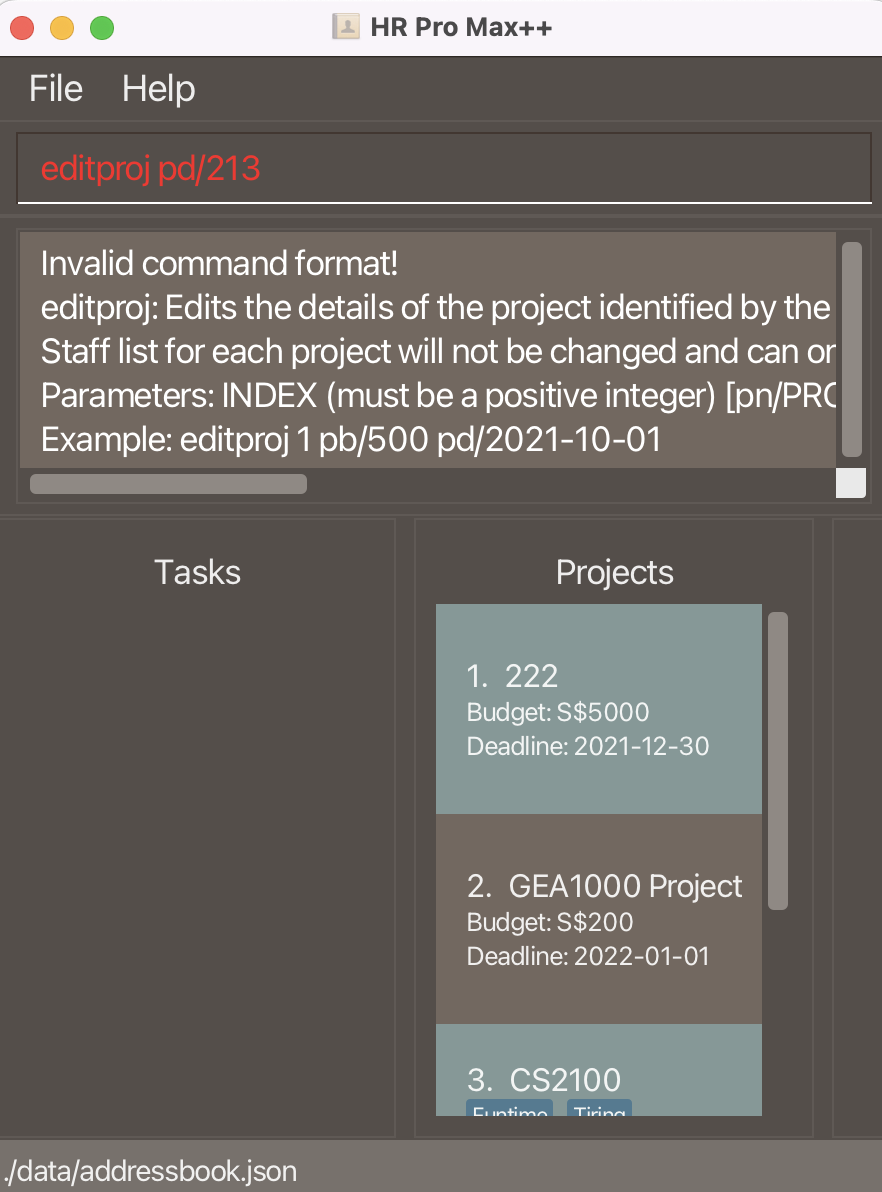 HR Pro Max++
File Help
editproj pd/213
Invalid command format!
editproj: Edits the details of the project identified by the
Staff list for each project will not be changed and can or
Parameters: INDEX (must be a positive integer) [pn/PRO
Example: editproj 1 pb/500 pd/2021-10-01
Tasks
Projects
1. 222
Budget: S$5000
Deadline: 2021-12-30
2. GEA1000 Project
Budget: S$200
Deadline: 2022-01-01
3. CS2100
Funtime Tiring
./data/addressbook.json